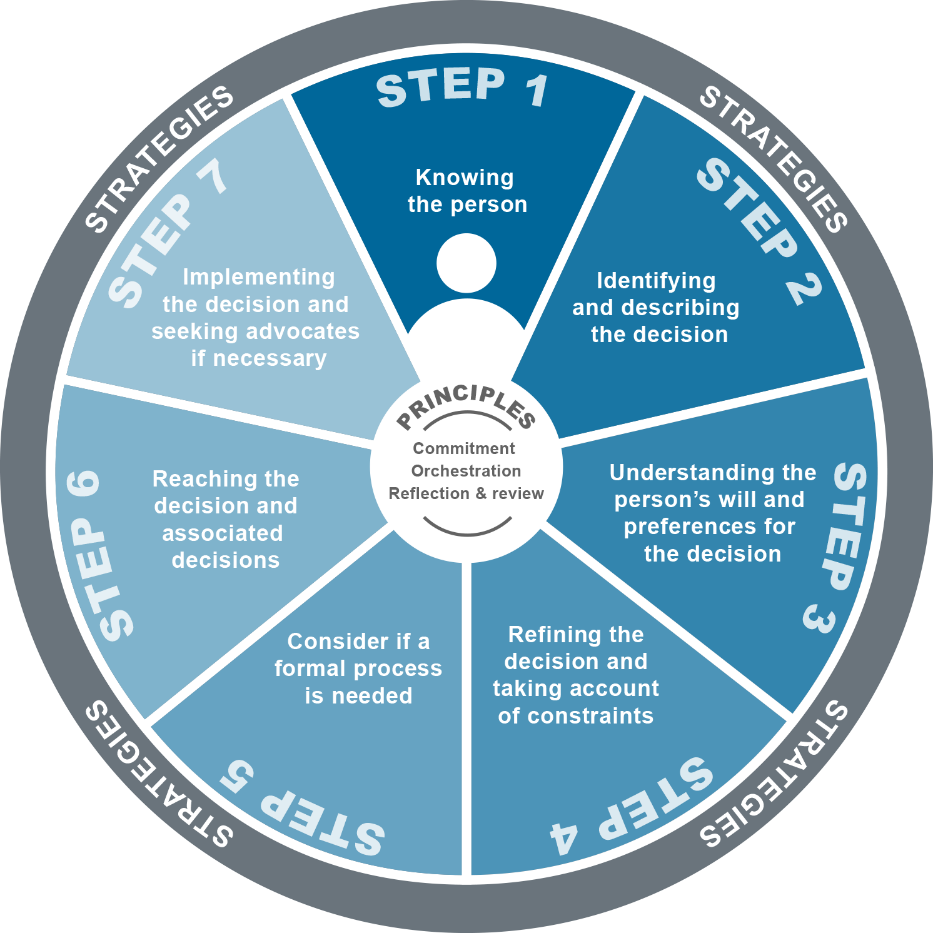 STRATEGIES
STRATEGIES
STEP 1
Knowing
the person
STEP 2
Identifying
and describing
the decision
STEP 3
Understanding the
person’s will and
preferences for
the decision
STEP 4
Refining the
decision and
taking account
of constraints
STEP 5
Consider if a
formal process
is needed
STEP 6
Reaching the
decision and
associated
decisions
STEP 7
Implementing
the decision and
seeking advocates
if necessary
PRINCIPLES
Commitment
Orchestration
Reflection & review
STRATEGIES
STRATEGIES